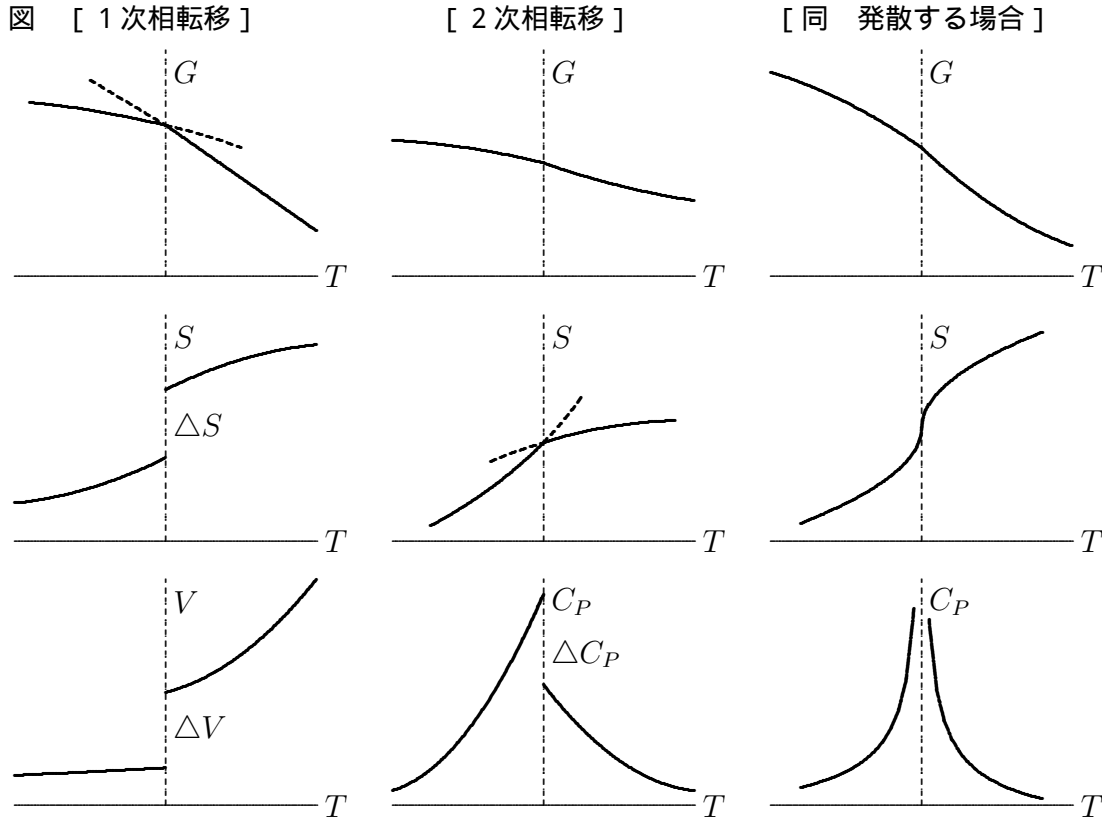 図 [ 1 次相転移 ] [ 2 次相転移 ] [ 同　発散する場合 ]
G G G
T T T
S S S
△S
T T T
V C_P C_P
△C_P
△V
T T T